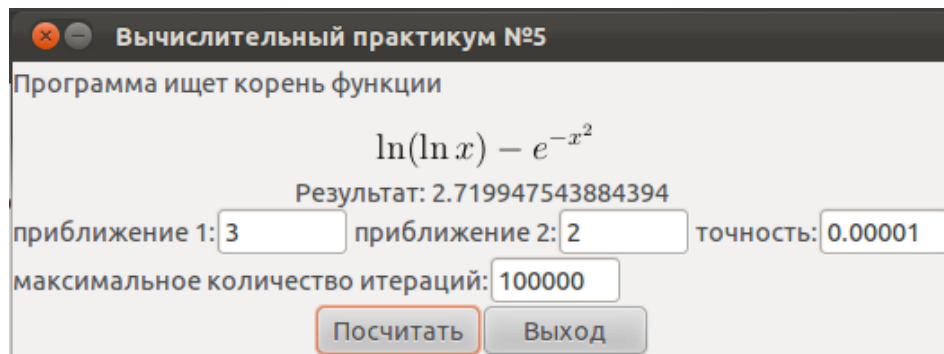 Вычислительный практикум №5
Программа ищет корень функции
ln(ln x) − e^{−x^2}
Результат: 2.719947543884394
приближение 1: 3 приближение 2: 2 точность: 0.00001
максимальное количество итераций: 100000
Посчитать Выход